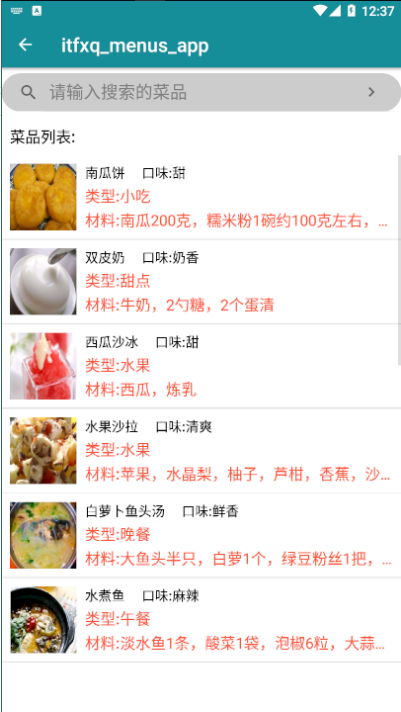 12:37
itfxq_menus_app
请输入搜索的菜品
菜品列表:
南瓜饼 口味:甜
类型:小吃
材料:南瓜200克，糯米粉1碗约100克左右，...
双皮奶 口味:奶香
类型:甜点
材料:牛奶，2勺糖，2个蛋清
西瓜沙冰 口味:甜
类型:水果
材料:西瓜，炼乳
水果沙拉 口味:清爽
类型:水果
材料:苹果，水晶梨，柚子，芦柑，香蕉，沙...
白萝卜鱼头汤 口味:鲜香
类型:晚餐
材料:大鱼头半只，白萝1个，绿豆粉丝1把，...
水煮鱼 口味:麻辣
类型:午餐
材料:淡水鱼1条，酸菜1袋，泡椒6粒，大蒜...